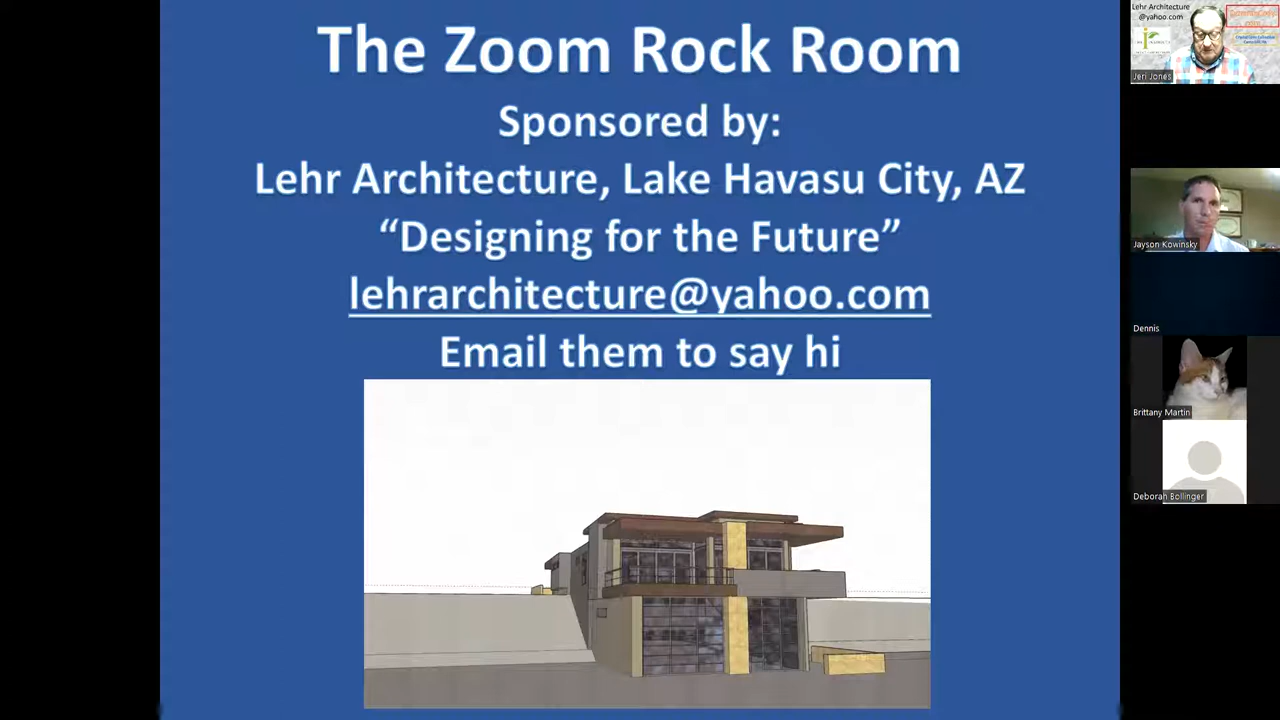 The Zoom Rock Room
Sponsored by:
Lehr Architecture, Lake Havasu City, AZ
“Designing for the Future”
lehrarchitecture@yahoo.com
Email them to say hi
Lehr Architecture
@yahoo.com
Jeri Jones
Jayson Kowinsky
Dennis
Brittany Martin
Deborah Bollinger